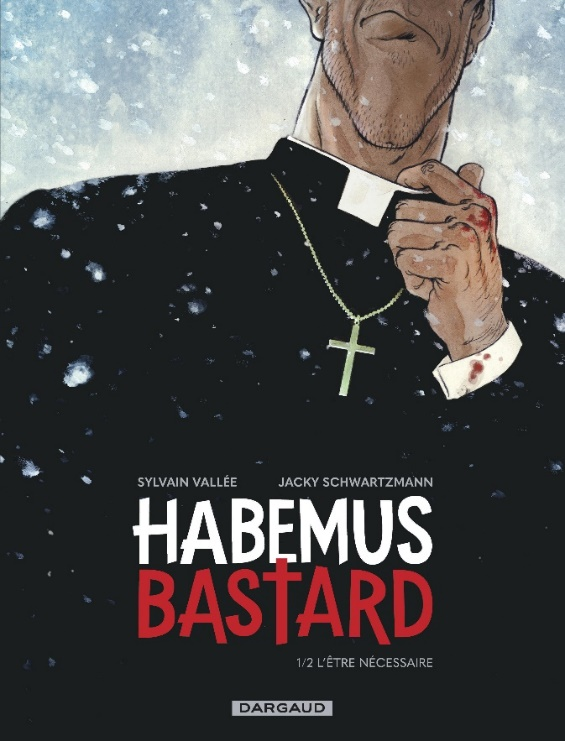 SYLVAIN VALLÉE JACKY SCHWARTZMANN
HABEMUS
BASTARD
1/2 L'ÊTRE NÉCESSAIRE
DARGAUD